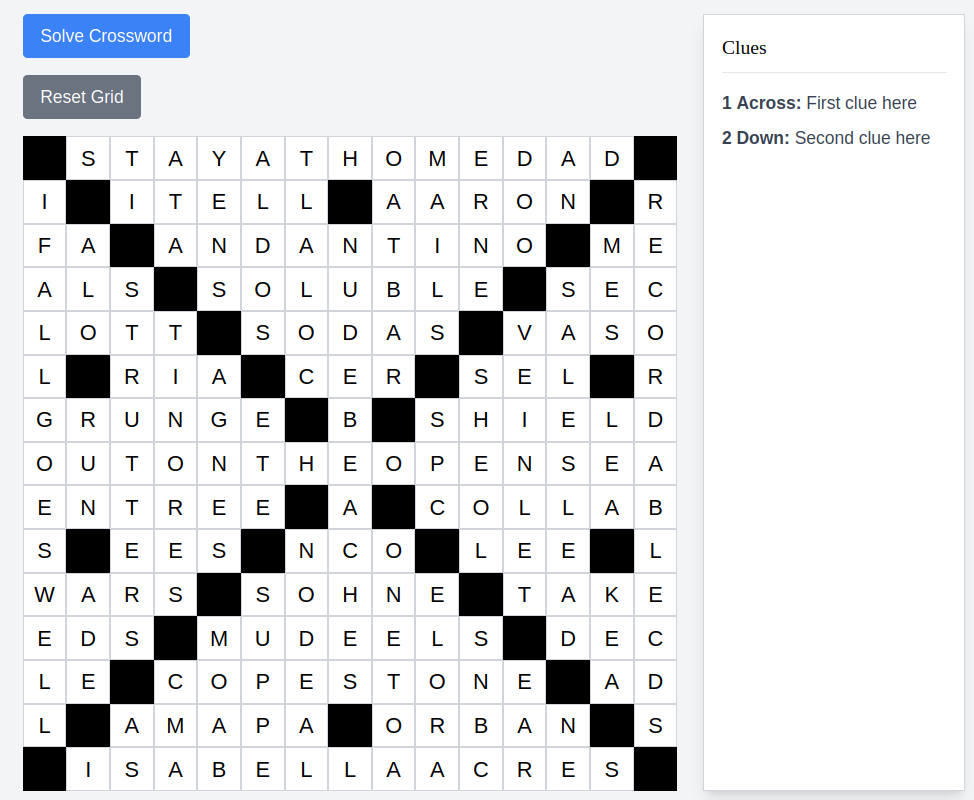 Solve Crossword
Reset Grid
S T A Y A T H O M E D A D
I I T E L L A A R O N R
F A A N D A N T I N O M E
A L S S O L U B L E S E C
L O T T S O D A S V A S O
L R I A C E R S E L R
G R U N G E B S H I E L D
O U T O N T H E O P E N S E A
E N T R E E A C O L L A B
S E E S N C O L E E L
W A R S S O H N E T A K E
E D S M U D E E L S D E C
L E C O P E S T O N E A D
L A M A P A O R B A N S
I S A B E L L A A C R E S
Clues
1 Across: First clue here
2 Down: Second clue here